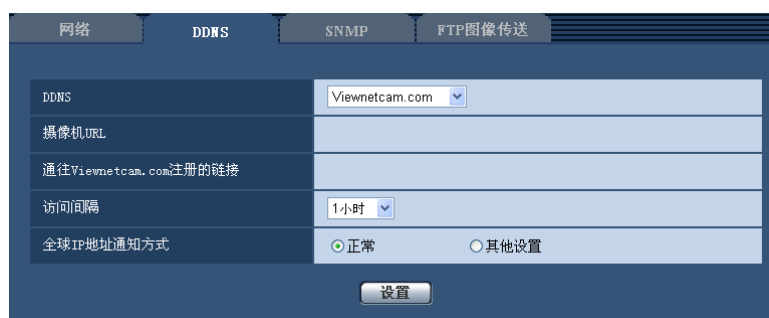 网络 DDNS SNMP FTP图像传送
DDNS Viewnetcam.com
摄像机URL
通往Viewnetcam.com注册的链接
访问间隔 1小时
全球IP地址通知方式 正常 其他设置
设置